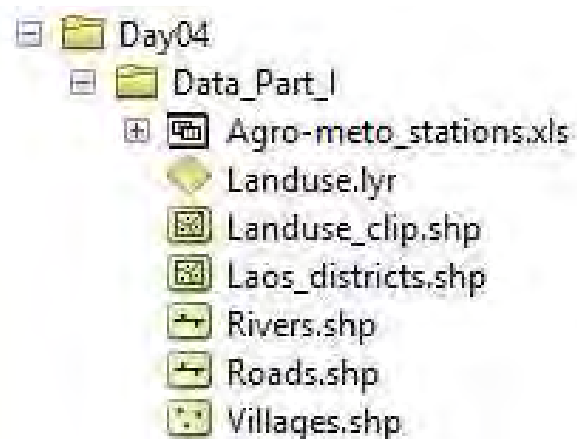 Day04
Data_Part_I
Agro-meto_stations.xls
Landuse.lyr
Landuse_clip.shp
Laos_districts.shp
Rivers.shp
Roads.shp
Villages.shp